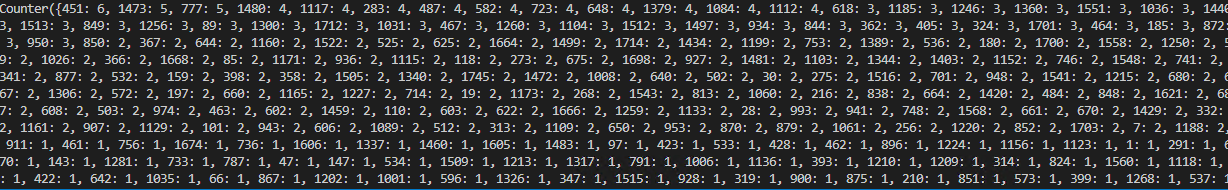 Counter({451: 6, 1473: 5, 777: 5, 1480: 4, 1117: 4, 283: 4, 487: 4, 582: 4, 723: 4, 648: 4, 1379: 4, 1084: 4, 1112: 4, 618: 3, 1185: 3, 1246: 3, 1360: 3, 1551: 3, 1036: 3, 1440
3, 1513: 3, 849: 3, 1256: 3, 89: 3, 1300: 3, 1712: 3, 1031: 3, 467: 3, 1260: 3, 1104: 3, 1512: 3, 1497: 3, 934: 3, 844: 3, 362: 3, 405: 3, 324: 3, 1701: 3, 464: 3, 185: 3, 872
3, 950: 3, 850: 2, 367: 2, 644: 2, 1160: 2, 1522: 2, 525: 2, 625: 2, 1664: 2, 1499: 2, 1714: 2, 1434: 2, 1199: 2, 753: 2, 1389: 2, 536: 2, 180: 2, 1700: 2, 1558: 2, 1250: 2, 
9: 2, 1026: 2, 366: 2, 1668: 2, 85: 2, 1171: 2, 936: 2, 1115: 2, 118: 2, 273: 2, 675: 2, 1698: 2, 927: 2, 1481: 2, 1103: 2, 1344: 2, 1403: 2, 1152: 2, 746: 2, 1548: 2, 741: 2,
341: 2, 877: 2, 532: 2, 159: 2, 398: 2, 358: 2, 1505: 2, 1340: 2, 1745: 2, 1472: 2, 1008: 2, 640: 2, 502: 2, 30: 2, 275: 2, 1516: 2, 701: 2, 948: 2, 1541: 2, 1215: 2, 680: 2,
67: 2, 1306: 2, 572: 2, 197: 2, 660: 2, 1165: 2, 1227: 2, 714: 2, 19: 2, 1173: 2, 268: 2, 1543: 2, 813: 2, 1060: 2, 216: 2, 838: 2, 664: 2, 1420: 2, 484: 2, 848: 2, 1621: 2, 68
7: 2, 608: 2, 503: 2, 974: 2, 463: 2, 602: 2, 1459: 2, 110: 2, 603: 2, 622: 2, 1666: 2, 1259: 2, 1133: 2, 28: 2, 993: 2, 941: 2, 748: 2, 1568: 2, 661: 2, 670: 2, 1429: 2, 332:
2, 1161: 2, 907: 2, 1129: 2, 101: 2, 943: 2, 606: 2, 1089: 2, 512: 2, 313: 2, 1109: 2, 650: 2, 953: 2, 870: 2, 879: 2, 1061: 2, 256: 2, 1220: 2, 852: 2, 1703: 2, 7: 2, 1188: 2,
911: 1, 461: 1, 756: 1, 1674: 1, 736: 1, 1606: 1, 1337: 1, 1460: 1, 1605: 1, 1483: 1, 97: 1, 423: 1, 533: 1, 428: 1, 462: 1, 896: 1, 1224: 1, 1156: 1, 1123: 1, 1: 1, 291: 1,
70: 1, 143: 1, 1281: 1, 733: 1, 787: 1, 47: 1, 147: 1, 534: 1, 1509: 1, 1213: 1, 1317: 1, 791: 1, 1006: 1, 1136: 1, 393: 1, 1210: 1, 1209: 1, 314: 1, 824: 1, 1560: 1, 1118: 1
: 1, 422: 1, 642: 1, 1035: 1, 66: 1, 867: 1, 1202: 1, 1001: 1, 596: 1, 1326: 1, 347: 1, 1515: 1, 928: 1, 319: 1, 900: 1, 875: 1, 210: 1, 851: 1, 573: 1, 399: 1, 1268: 1, 537: